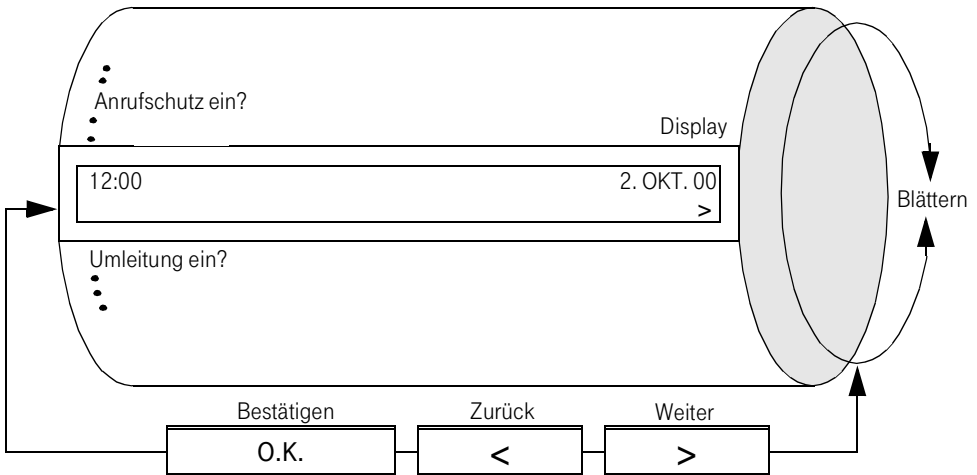 Anrufschutz ein?
Display
12:00 2. OKT. 00
>
Blättern
Umleitung ein?
Bestätigen Zurück Weiter
O.K. < >